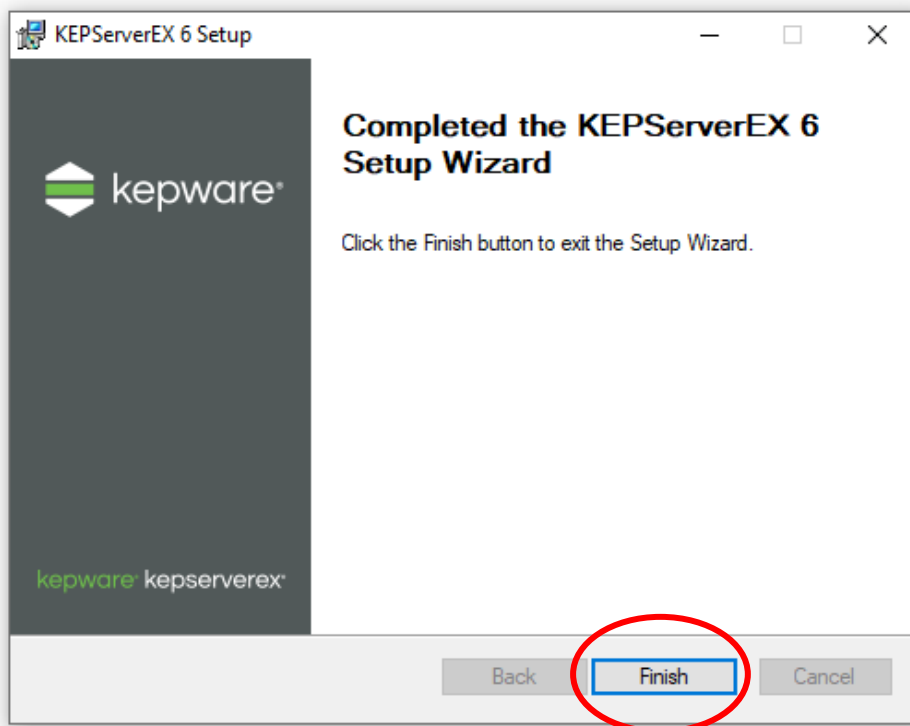 KEPServerEX 6 Setup
kepware®
Completed the KEPServerEX 6
Setup Wizard
Click the Finish button to exit the Setup Wizard.
kepware® kepserverex®
Back
Finish
Cancel